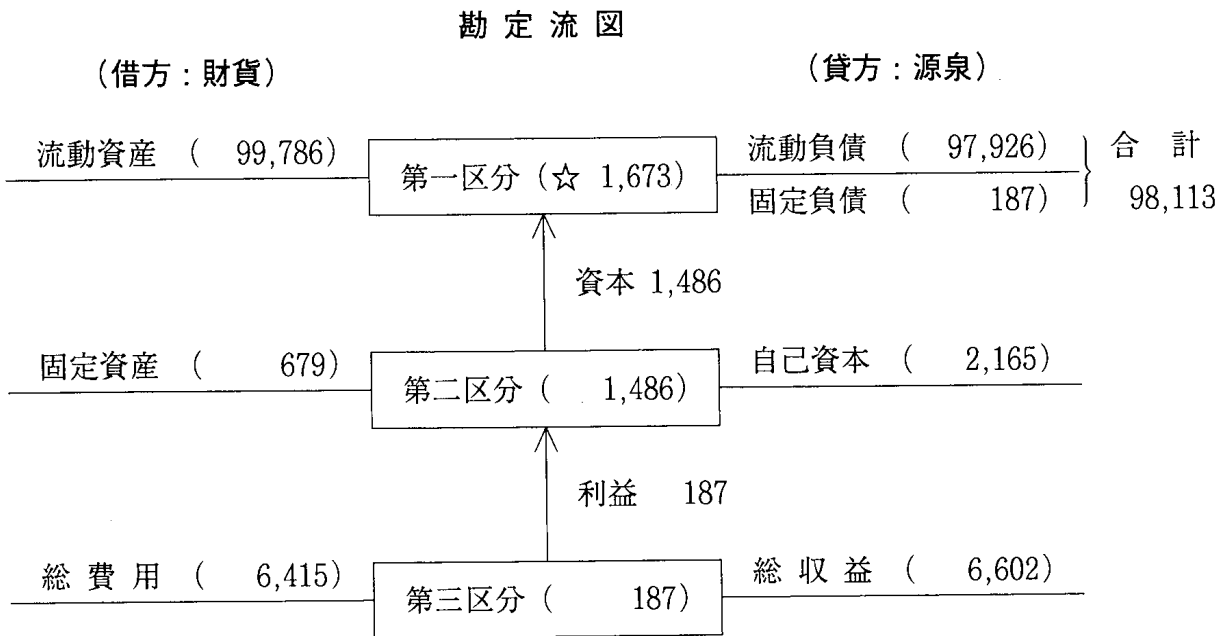 勘 定 流 図
（借方：財貨） （貸方：源泉）
流動資産 （ 99,786） 第一区分（☆ 1,673） 流動負債 （ 97,926） 合 計
固定負債 （ 187） 98,113
資本 1,486
固定資産 （ 679） 第二区分（ 1,486） 自己資本 （ 2,165）
利益 187
総 費 用 （ 6,415） 第三区分（ 187） 総 収 益 （ 6,602）